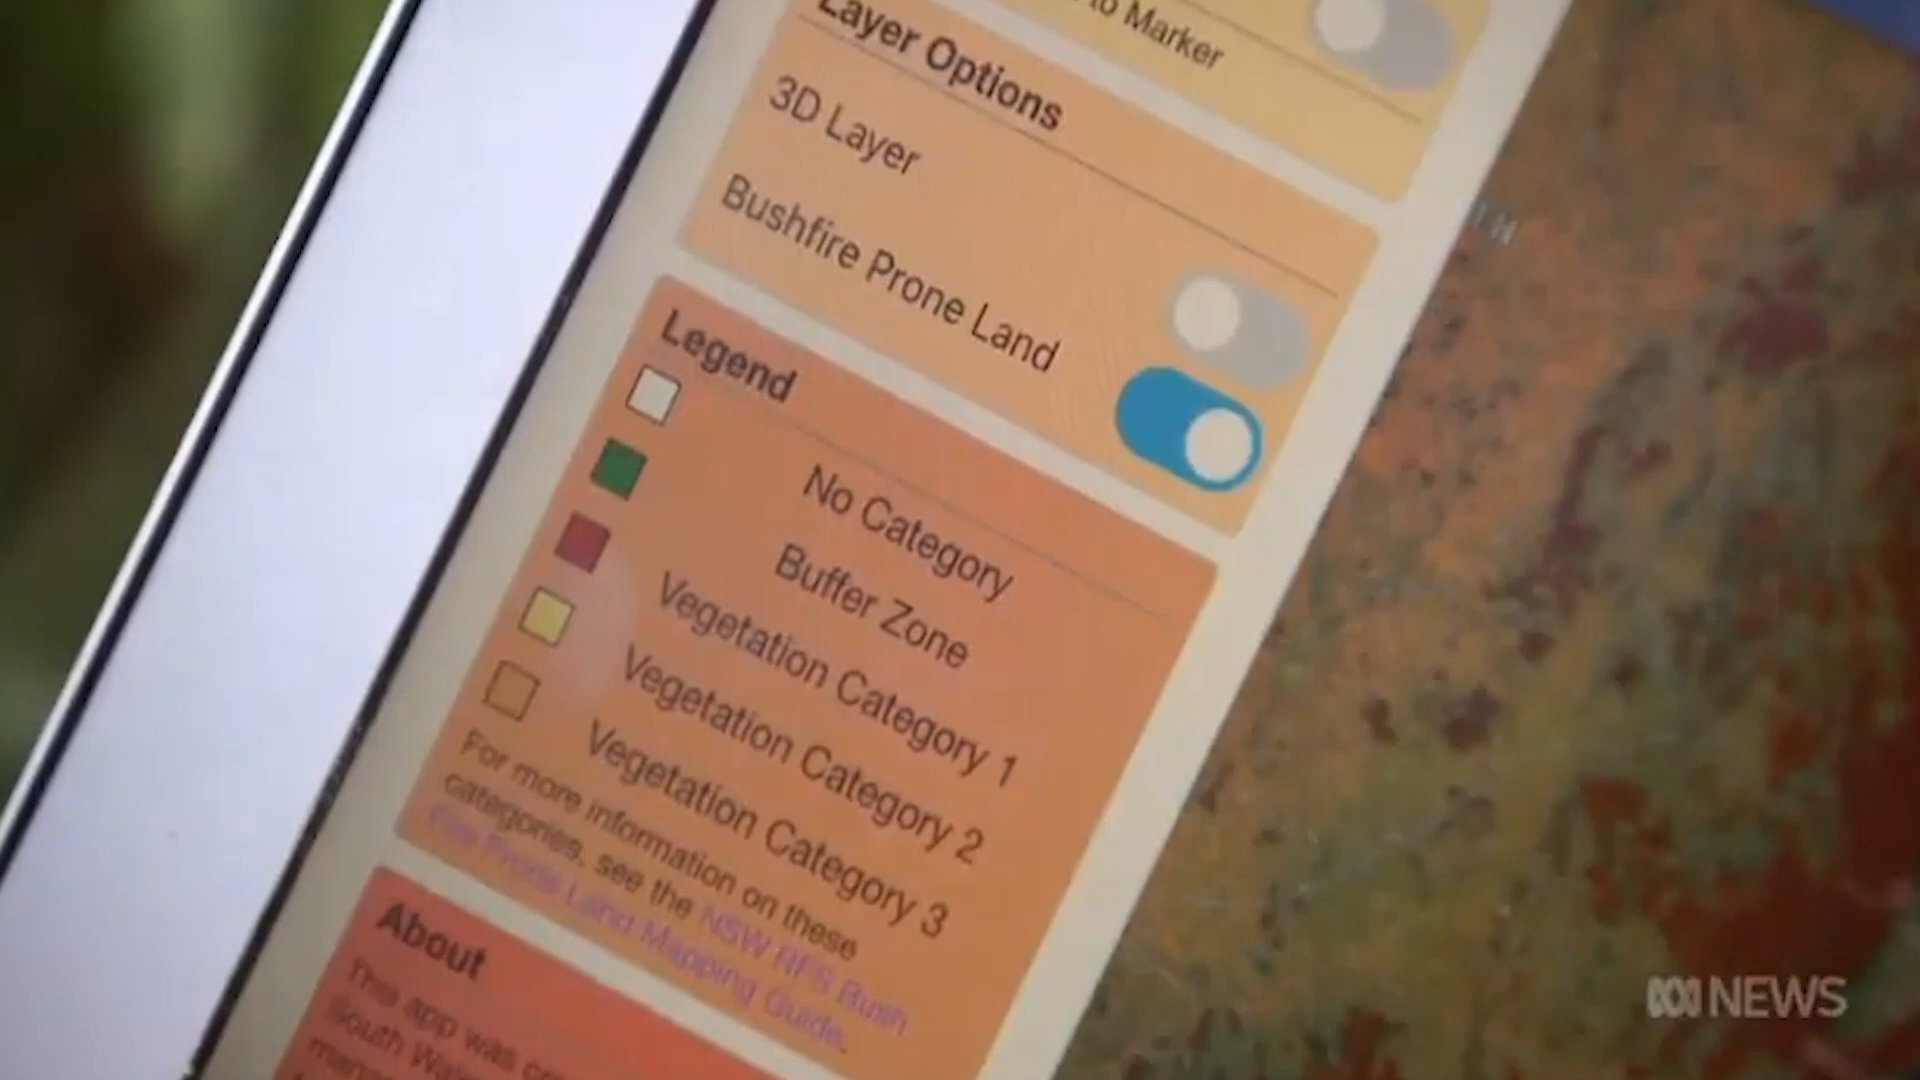 to Marker
Layer Options
3D Layer
Bushfire Prone Land
Legend
No Category
Buffer Zone
Vegetation Category 1
Vegetation Category 2
Vegetation Category 3
For more information on these
categories, see the NSW RFS Bush
Fire Prone Land Mapping Guide.
About
This app was
South
NEWS